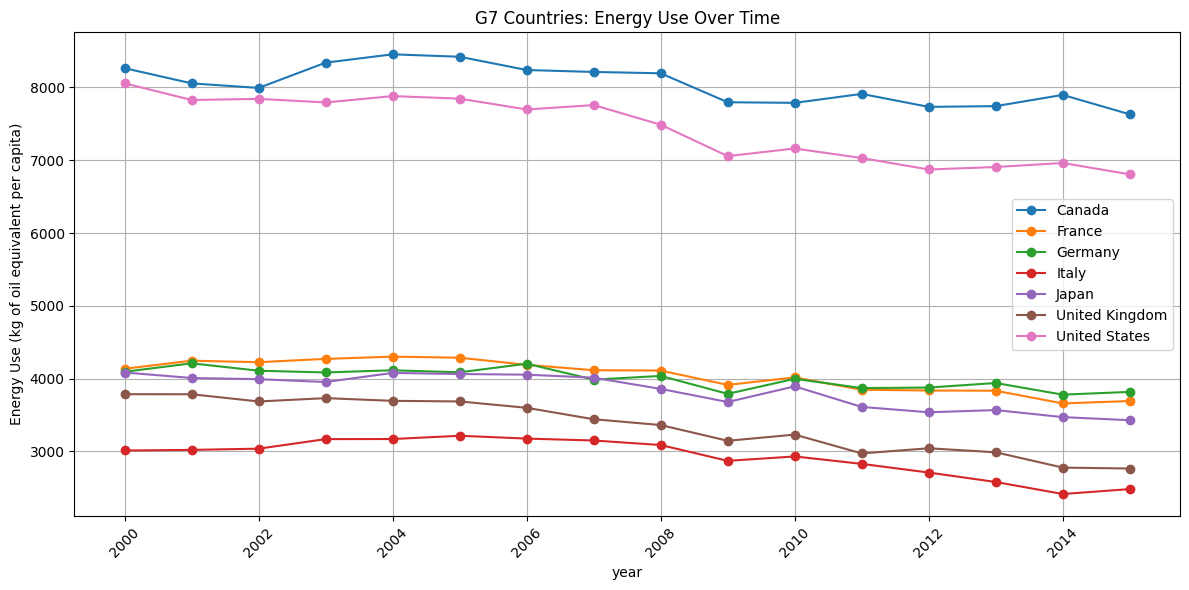 G7 Countries: Energy Use Over Time
Energy Use (kg of oil equivalent per capita)
8000
7000
6000
5000
4000
3000
Canada
France
Germany
Italy
Japan
United Kingdom
United States
2000
2002
2004
2006
2008
2010
2012
2014
year